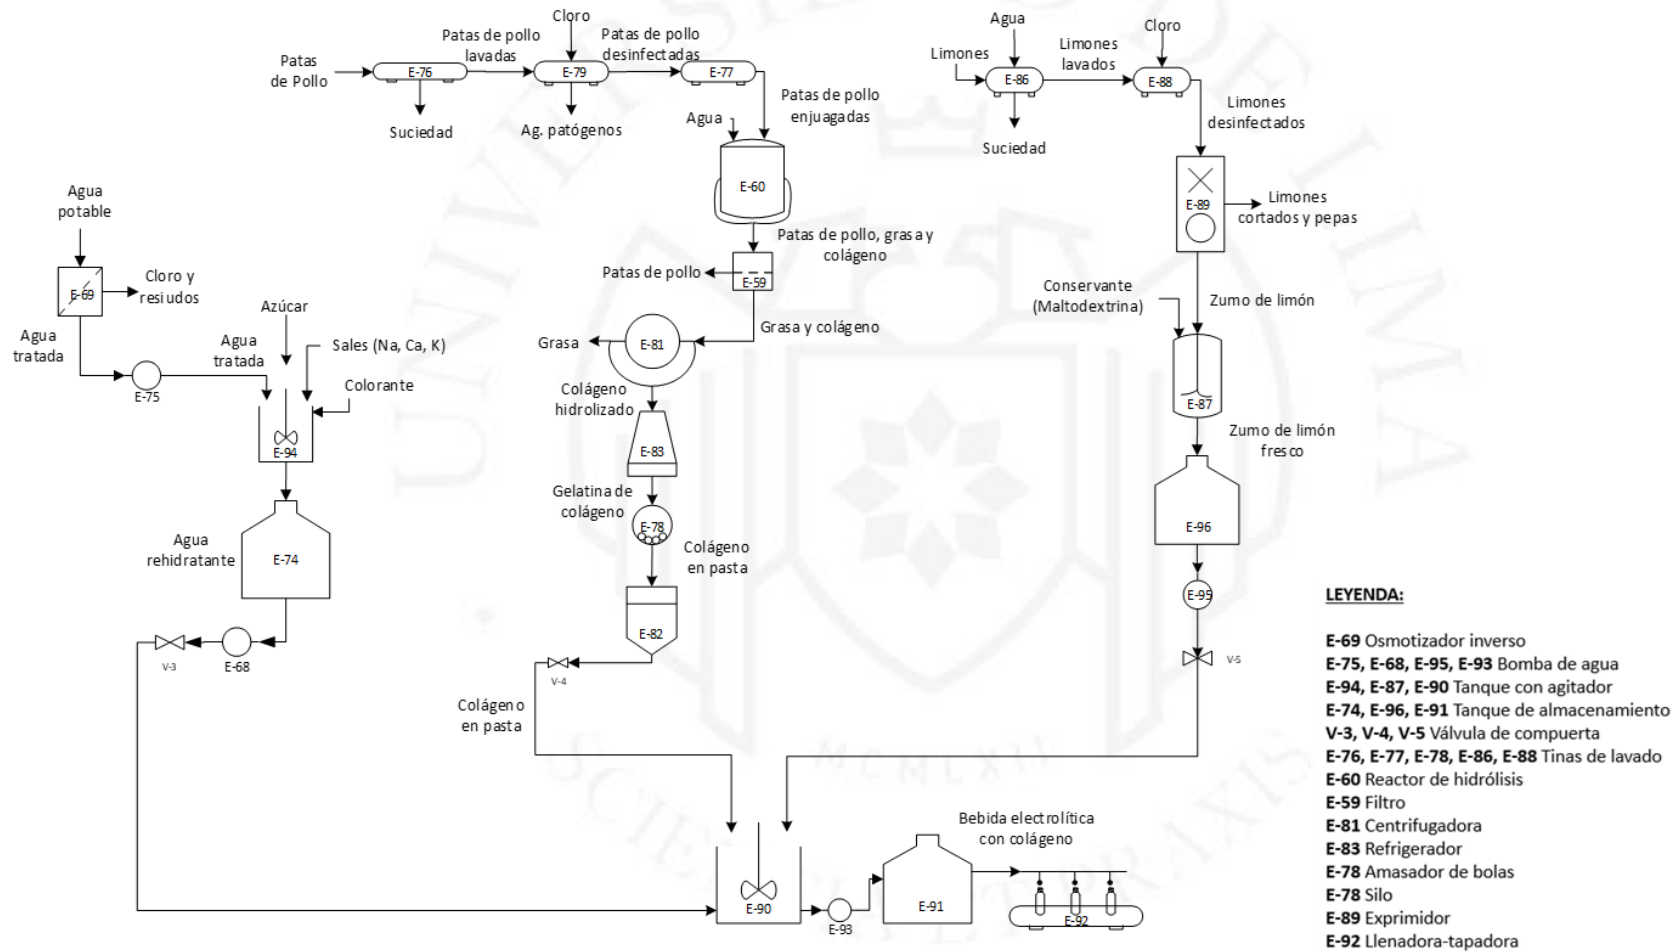 Patas
de Pollo
E-76
Suciedad
Patas de pollo
lavadas
Cloro
E-79
Ag. patógenos
Patas de pollo
desinfectadas
E-77
Patas de pollo
enjuagadas
Agua
E-60
Patas de pollo, grasa y
colágeno
Patas de pollo
E-59
Grasa y colágeno
Grasa
E-81
Colágeno
hidrolizado
E-83
Gelatina de
colágeno
E-78
Colágeno
en pasta
E-82
V-4
Colágeno
en pasta
Agua
potable
E-69
Cloro y
resiudos
Agua
tratada
E-75
Agua
tratada
Azúcar
Sales (Na, Ca, K)
Colorante
E-94
Agua
rehidratante
E-74
E-68
V-3
Agua
Limones
E-86
Suciedad
Limones
lavados
Cloro
E-88
Limones
desinfectados
E-89
Limones
cortados y pepas
Zumo de limón
Conservante
(Maltodextrina)
E-87
Zumo de limón
fresco
E-96
E-95
V-5
E-90
E-93
E-91
Bebida electrolítica
con colágeno
E-92
LEYENDA:
E-69 Osmotizador inverso
E-75, E-68, E-95, E-93 Bomba de agua
E-94, E-87, E-90 Tanque con agitador
E-74, E-96, E-91 Tanque de almacenamiento
V-3, V-4, V-5 Válvula de compuerta
E-76, E-77, E-78, E-86, E-88 Tinas de lavado
E-60 Reactor de hidrólisis
E-59 Filtro
E-81 Centrifugadora
E-83 Refrigerador
E-78 Amasador de bolas
E-78 Silo
E-89 Exprimidor
E-92 Llenadora-tapadora
UNIVERSITAS DE LIMA
MCMLXII
SCIENTIA ET PRAXIS